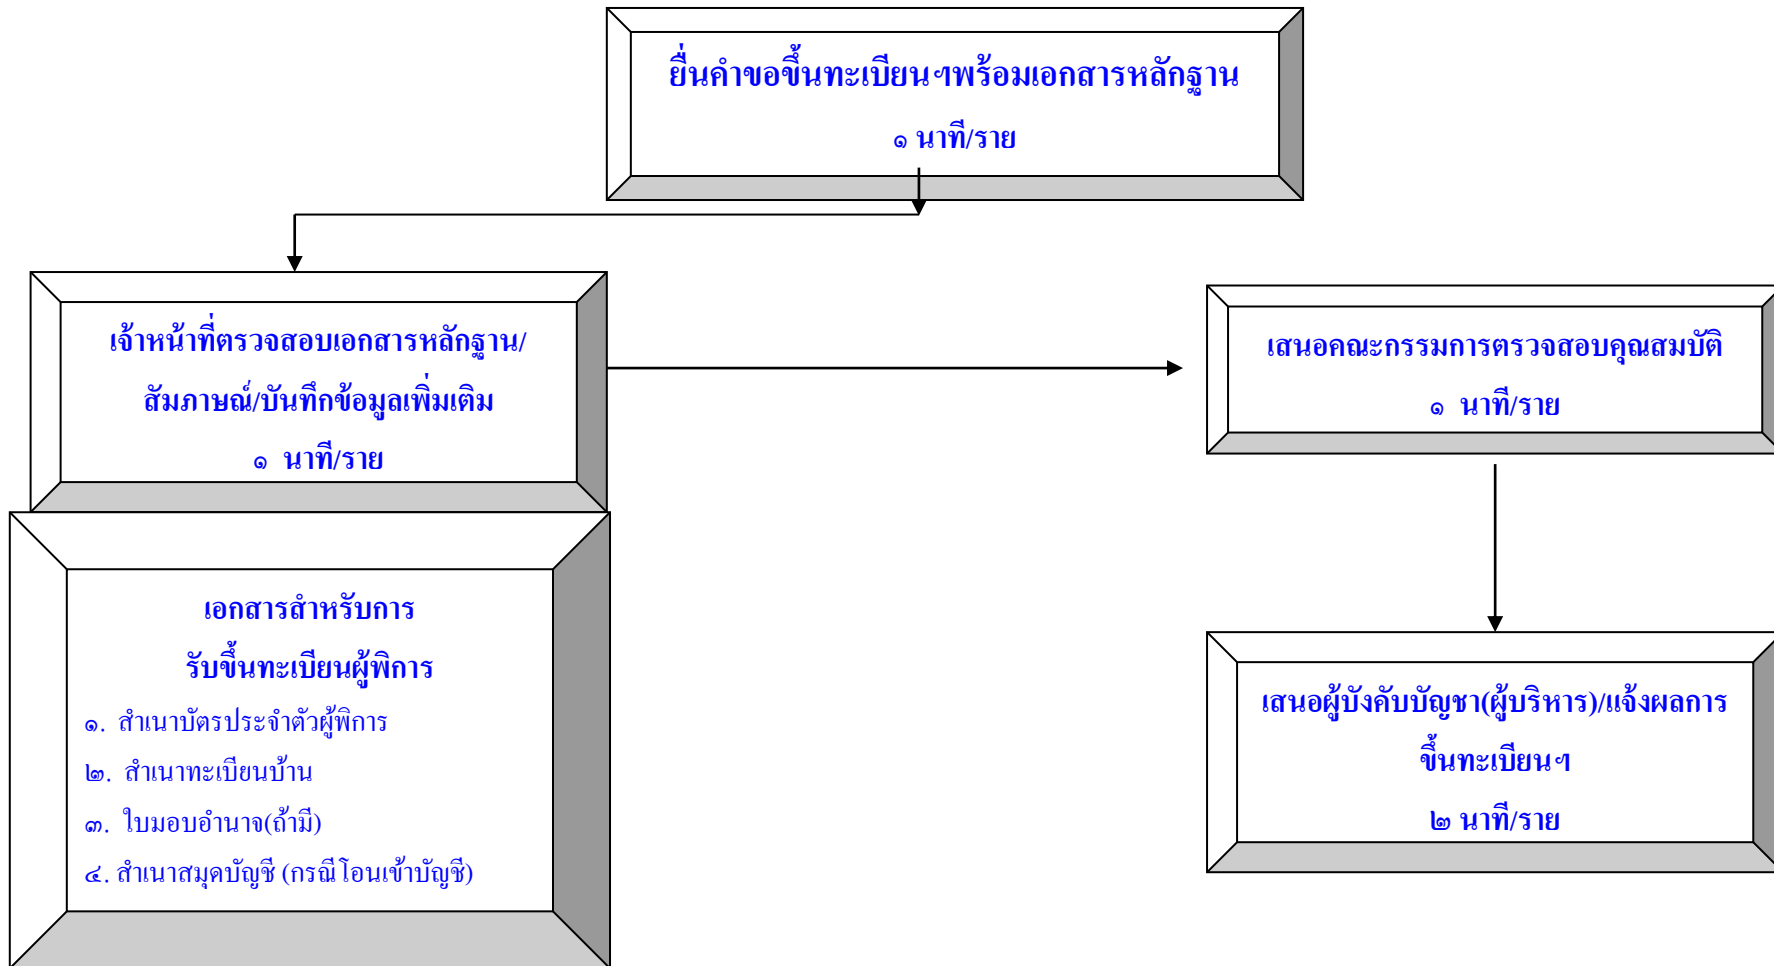 ยื่นคำขอขึ้นทะเบียนฯพร้อมเอกสารหลักฐาน
๑ นาที/ราย
เจ้าหน้าที่ตรวจสอบเอกสารหลักฐาน/
สัมภาษณ์/บันทึกข้อมูลเพิ่มเติม
๑ นาที/ราย
เสนอคณะกรรมการตรวจสอบคุณสมบัติ
๑ นาที/ราย
เอกสารสำหรับการ
รับขึ้นทะเบียนผู้พิการ
๑. สำเนาบัตรประจำตัวผู้พิการ
๒. สำเนาทะเบียนบ้าน
๓. ใบมอบอำนาจ(ถ้ามี)
๔. สำเนาสมุดบัญชี (กรณีโอนเข้าบัญชี)
เสนอผู้บังคับบัญชา(ผู้บริหาร)/แจ้งผลการ
ขึ้นทะเบียนฯ
๒ นาที/ราย